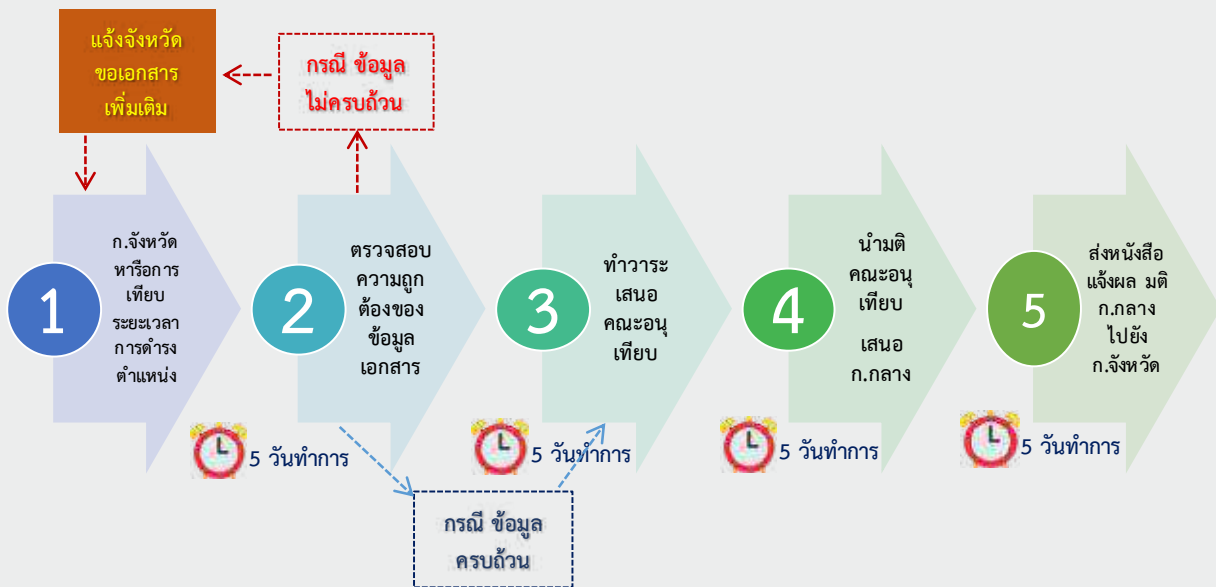 แจ้งจังหวัด
ขอเอกสาร
เพิ่มเติม
กรณี ข้อมูล
ไม่ครบถ้วน
1
ก.จังหวัด
หารือการ
เทียบ
ระยะเวลา
การดำรง
ตำแหน่ง
2
ตรวจสอบ
ความถูก
ต้องของ
ข้อมูล
เอกสาร
3
ทำวาระ
เสนอ
คณะอนุ
เทียบ
4
นำมติ
คณะอนุ
เทียบ
เสนอ
ก.กลาง
5
ส่งหนังสือ
แจ้งผล มติ
ก.กลาง
ไปยัง
ก.จังหวัด
5 วันทำการ
5 วันทำการ
5 วันทำการ
5 วันทำการ
กรณี ข้อมูล
ครบถ้วน